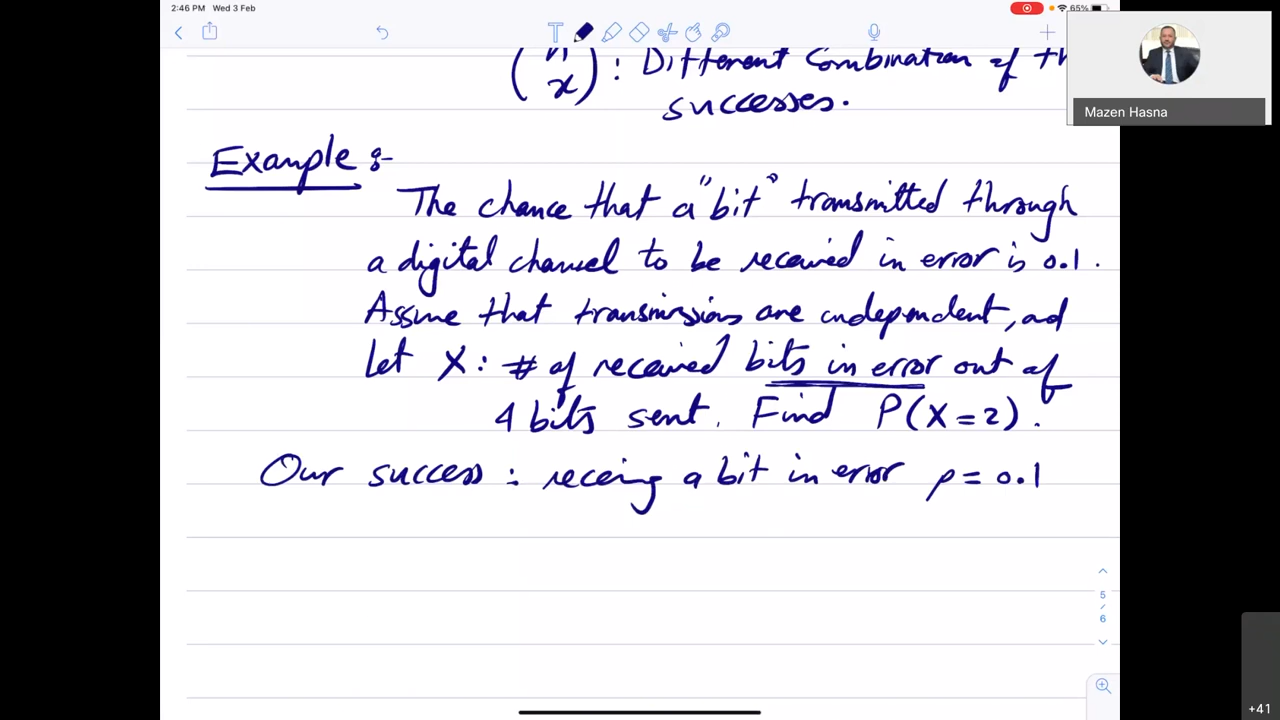 2:46 PM Wed 3 Feb
65%
Mazen Hasna
(n x) : Different Combination of th
successes.
Example :-
The chance that a "bit" transmitted through
a digital channel to be received in error is 0.1.
Assume that transmissions are independent, and
let X : # of received bits in error out of
4 bits sent. Find P(X=2).
Our success : receing a bit in error p = 0.1
5
/
6
+41